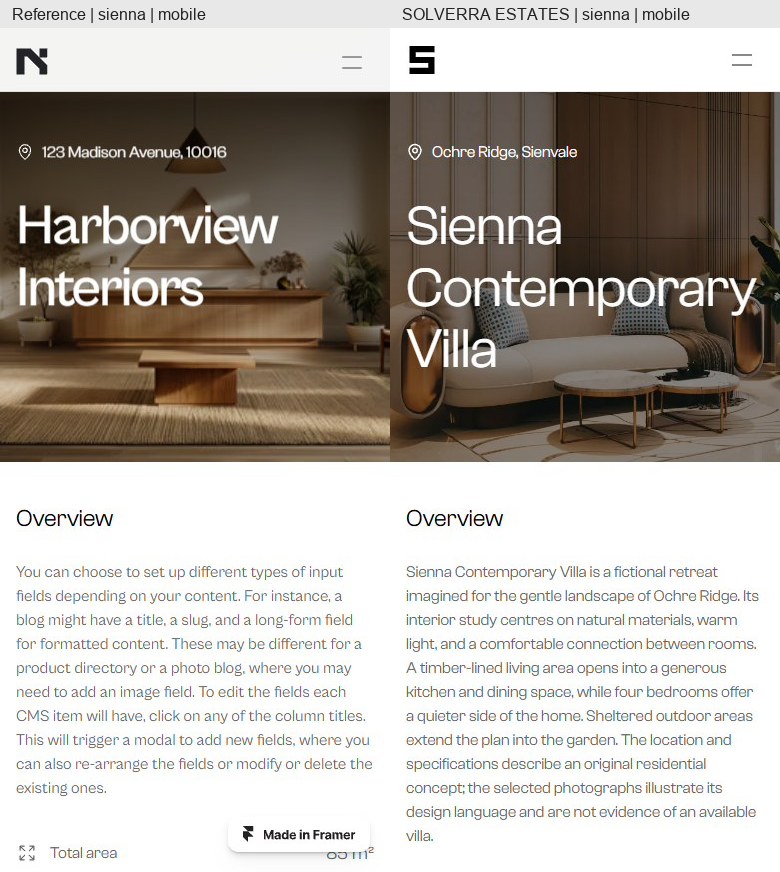 Reference | sienna | mobile
N
123 Madison Avenue, 10016
Harborview
Interiors
Overview
You can choose to set up different types of input
fields depending on your content. For instance, a
blog might have a title, a slug, and a long-form field
for formatted content. These may be different for a
product directory or a photo blog, where you may
need to add an image field. To edit the fields each
CMS item will have, click on any of the column titles.
This will trigger a modal to add new fields, where you
can also re-arrange the fields or modify or delete the
existing ones.
Made in Framer
Total area
85 m²
SOLVERRA ESTATES | sienna | mobile
S
Ochre Ridge, Sienvale
Sienna
Contemporary
Villa
Overview
Sienna Contemporary Villa is a fictional retreat
imagined for the gentle landscape of Ochre Ridge. Its
interior study centres on natural materials, warm
light, and a comfortable connection between rooms.
A timber-lined living area opens into a generous
kitchen and dining space, while four bedrooms offer
a quieter side of the home. Sheltered outdoor areas
extend the plan into the garden. The location and
specifications describe an original residential
concept; the selected photographs illustrate its
design language and are not evidence of an available
villa.